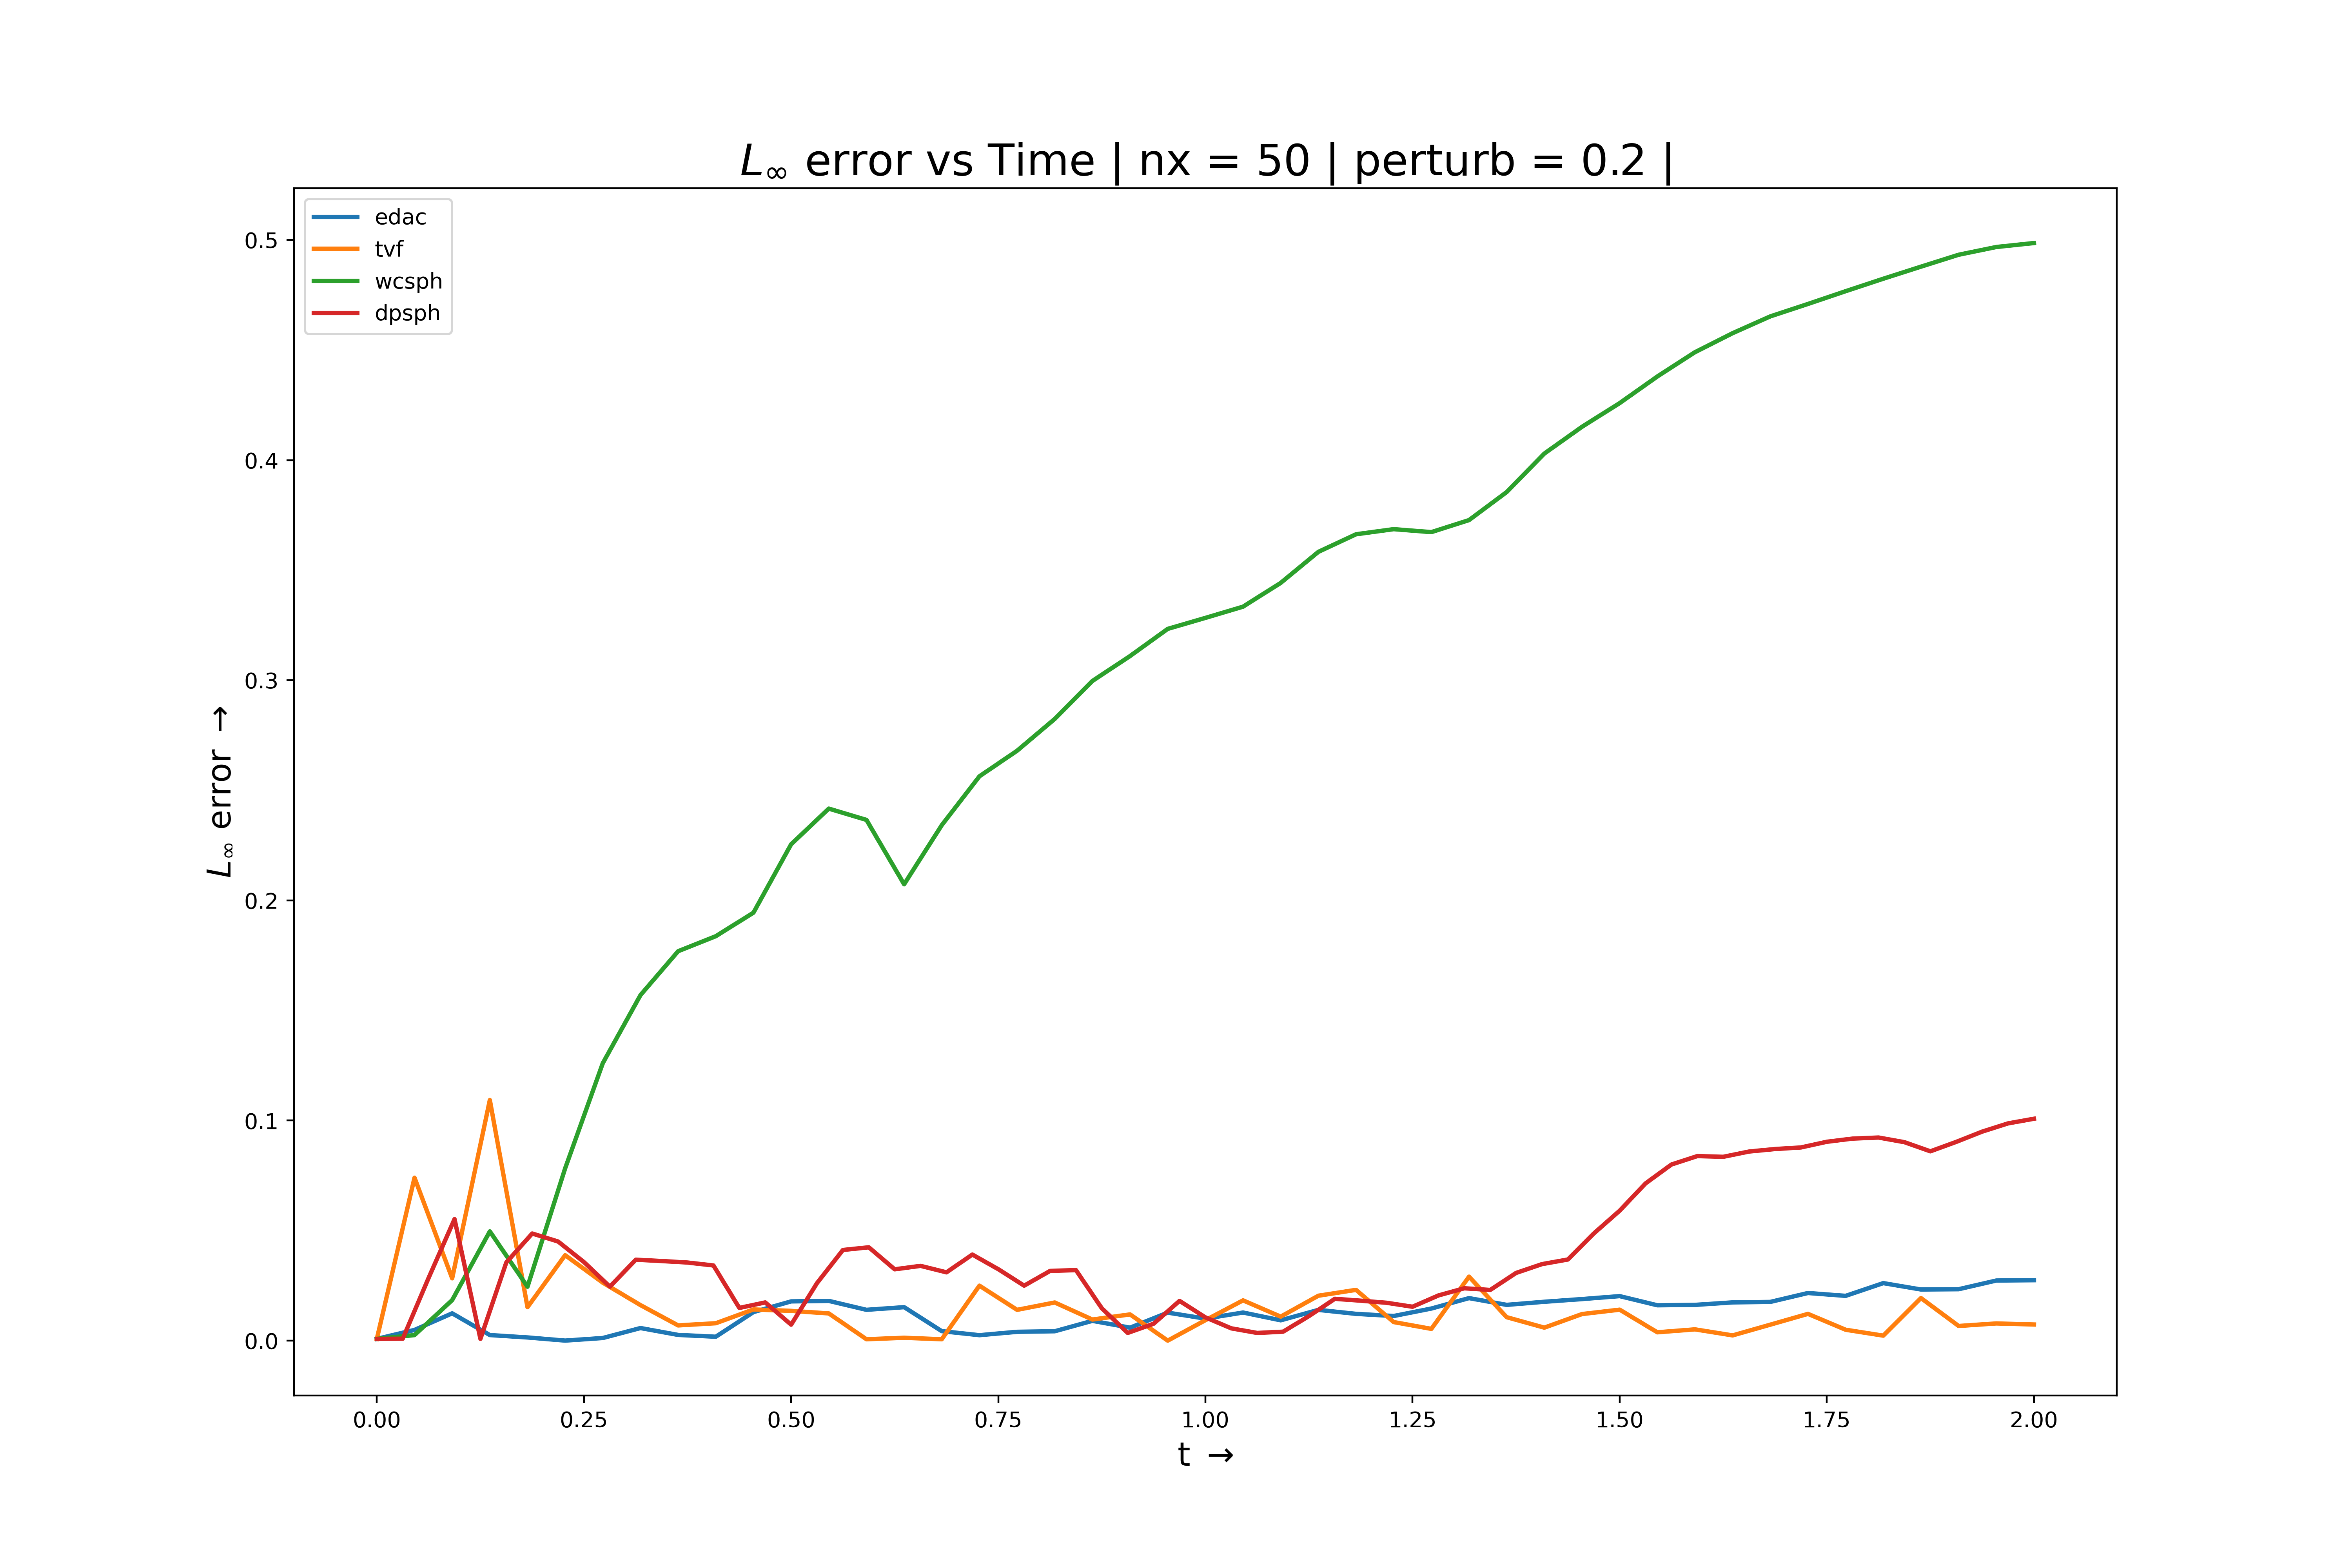 L∞ error vs Time | nx = 50 | perturb = 0.2 |
edac
tvf
wcsph
dpsph
0.5
0.4
0.3
0.2
0.1
0.0
L∞ error →
0.00 0.25 0.50 0.75 1.00 1.25 1.50 1.75 2.00
t →